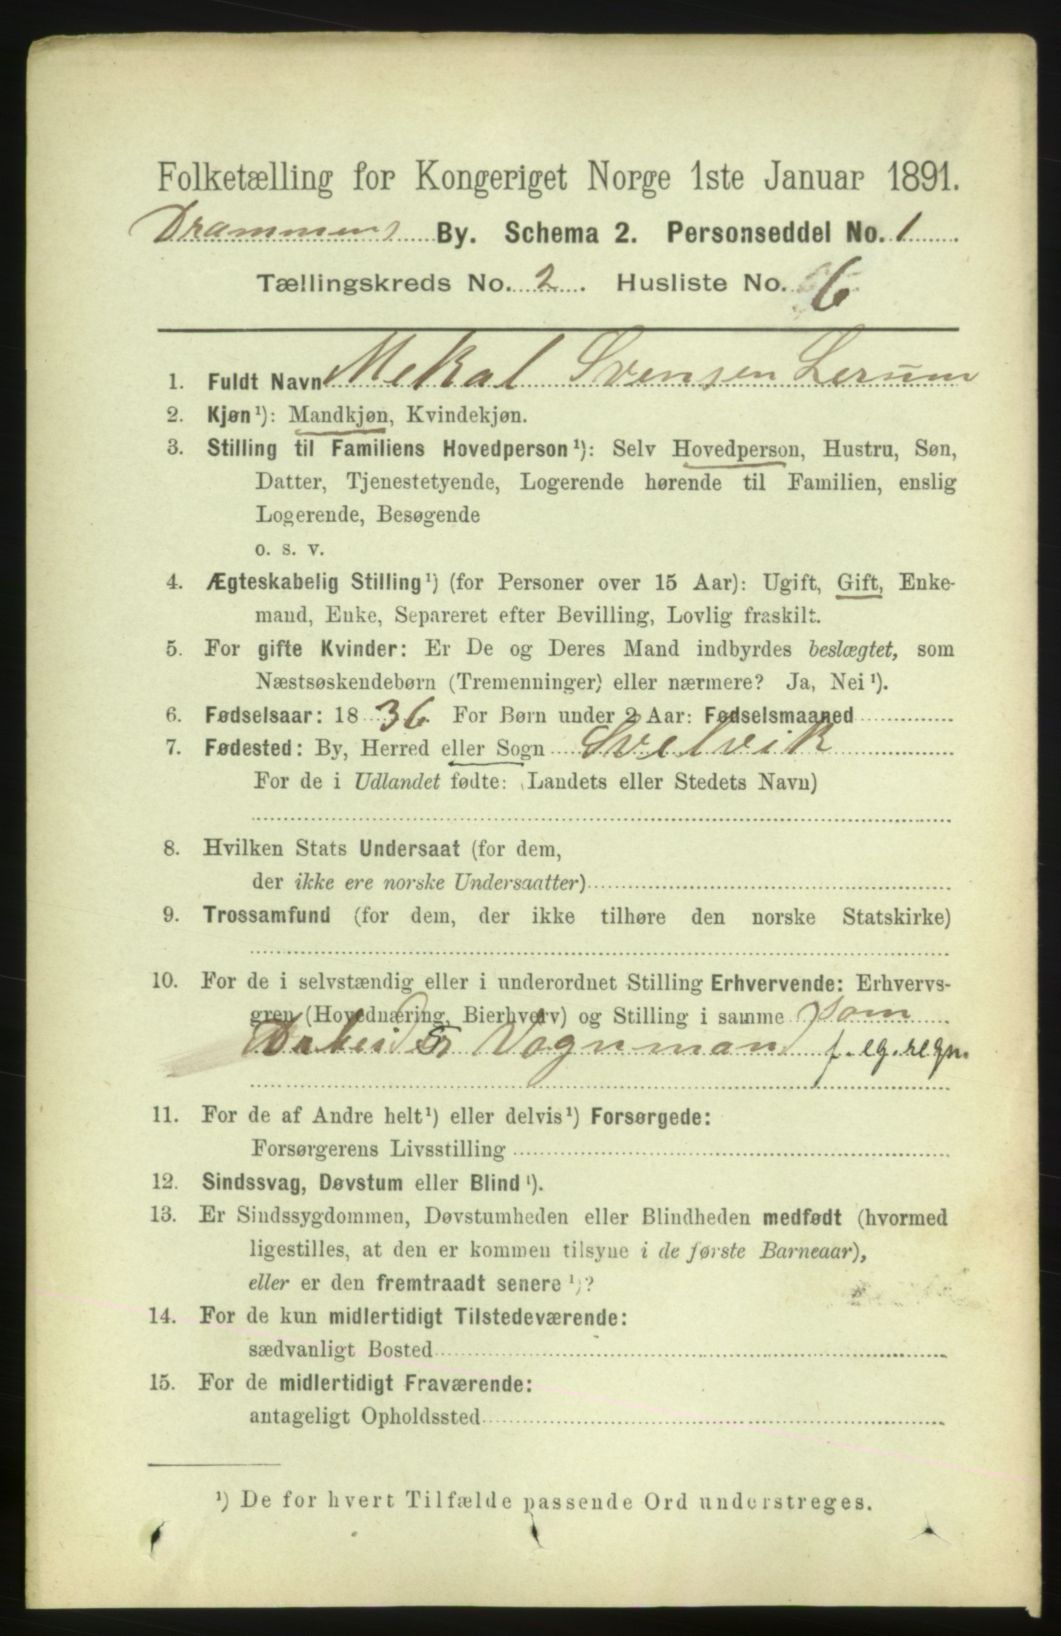 Folketælling for Kongeriget Norge 1ste Januar 1891.
Drammens By. Schema 2. Personseddel No. 1
Tællingskreds No. 2. Husliste No. 6
1. Fuldt Navn Mekal Svensen Lerum
2. Kjøn¹): Mandkjøn, Kvindekjøn.
3. Stilling til Familiens Hovedperson¹): Selv Hovedperson, Hustru, Søn,
Datter, Tjenestetyende, Logerende hørende til Familien, enslig
Logerende, Besøgende
o. s. v.
4. Ægteskabelig Stilling¹) (for Personer over 15 Aar): Ugift, Gift, Enke-
mand, Enke, Separeret efter Bevilling, Lovlig fraskilt.
5. For gifte Kvinder: Er De og Deres Mand indbyrdes beslægtet, som
Næstsøskendebørn (Tremenninger) eller nærmere? Ja, Nei¹).
6. Fødselsaar: 1836 For Børn under 2 Aar: Fødselsmaaned
7. Fødested: By, Herred eller Sogn Svelvik
For de i Udlandet fødte: (Landets eller Stedets Navn)
8. Hvilken Stats Undersaat (for dem,
der ikke ere norske Undersaatter)
9. Trossamfund (for dem, der ikke tilhøre den norske Statskirke)
10. For de i selvstændig eller i underordnet Stilling Erhvervende: Erhvervs-
gren (Hovednæring, Bierhverv) og Stilling i samme som
Arbeider Vognmand f. eg. regn.
11. For de af Andre helt¹) eller delvis¹) Forsørgede:
Forsørgerens Livsstilling
12. Sindssvag, Døvstum eller Blind¹).
13. Er Sindssygdommen, Døvstumheden eller Blindheden medfødt (hvormed
ligestilles, at den er kommen tilsyne i de første Barneaar),
eller er den fremtraadt senere¹)?
14. For de kun midlertidigt Tilstedeværende:
sædvanligt Bosted
15. For de midlertidigt Fraværende:
antageligt Opholdssted
¹) De for hvert Tilfælde passende Ord understreges.